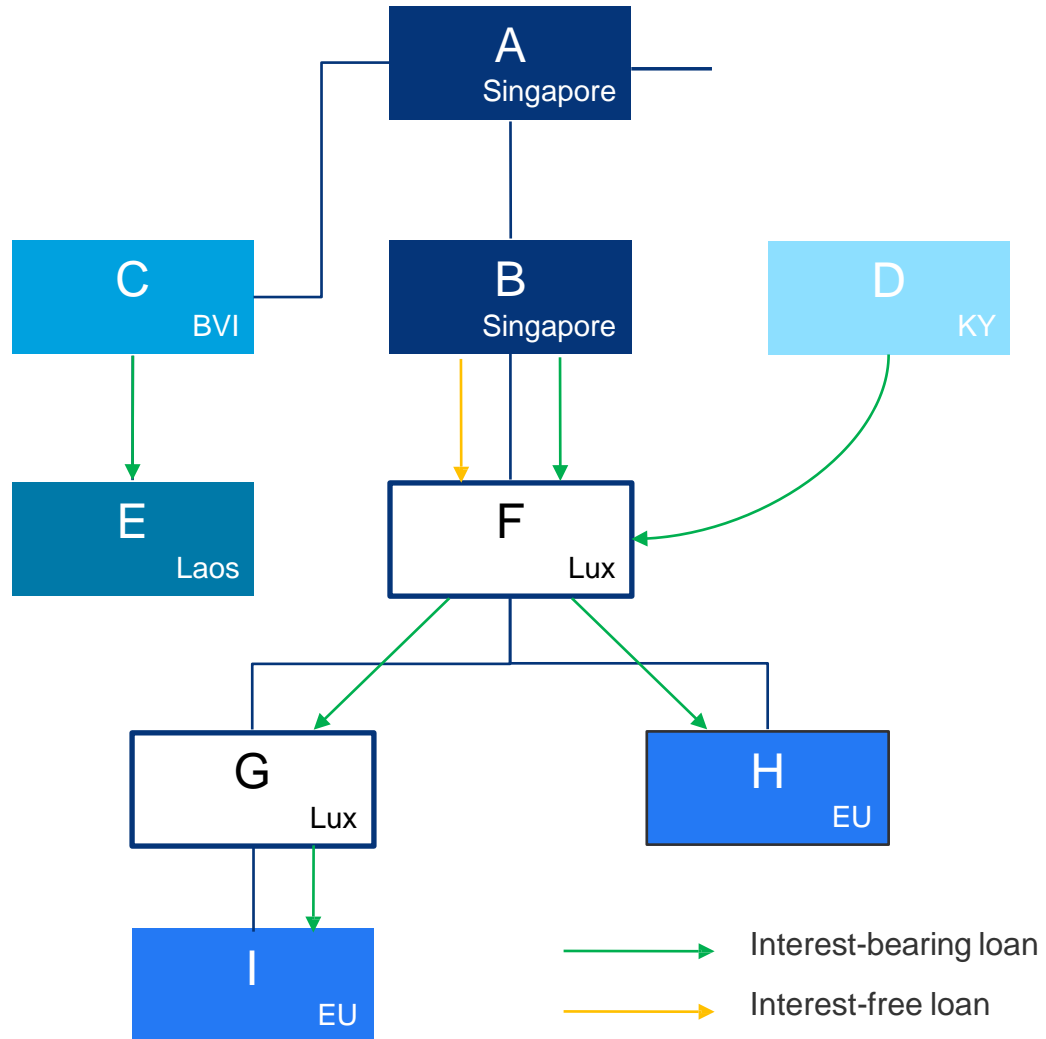 A
Singapore
C
BVI
B
Singapore
D
KY
E
Laos
F
Lux
G
Lux
H
EU
I
EU
Interest-bearing loan
Interest-free loan